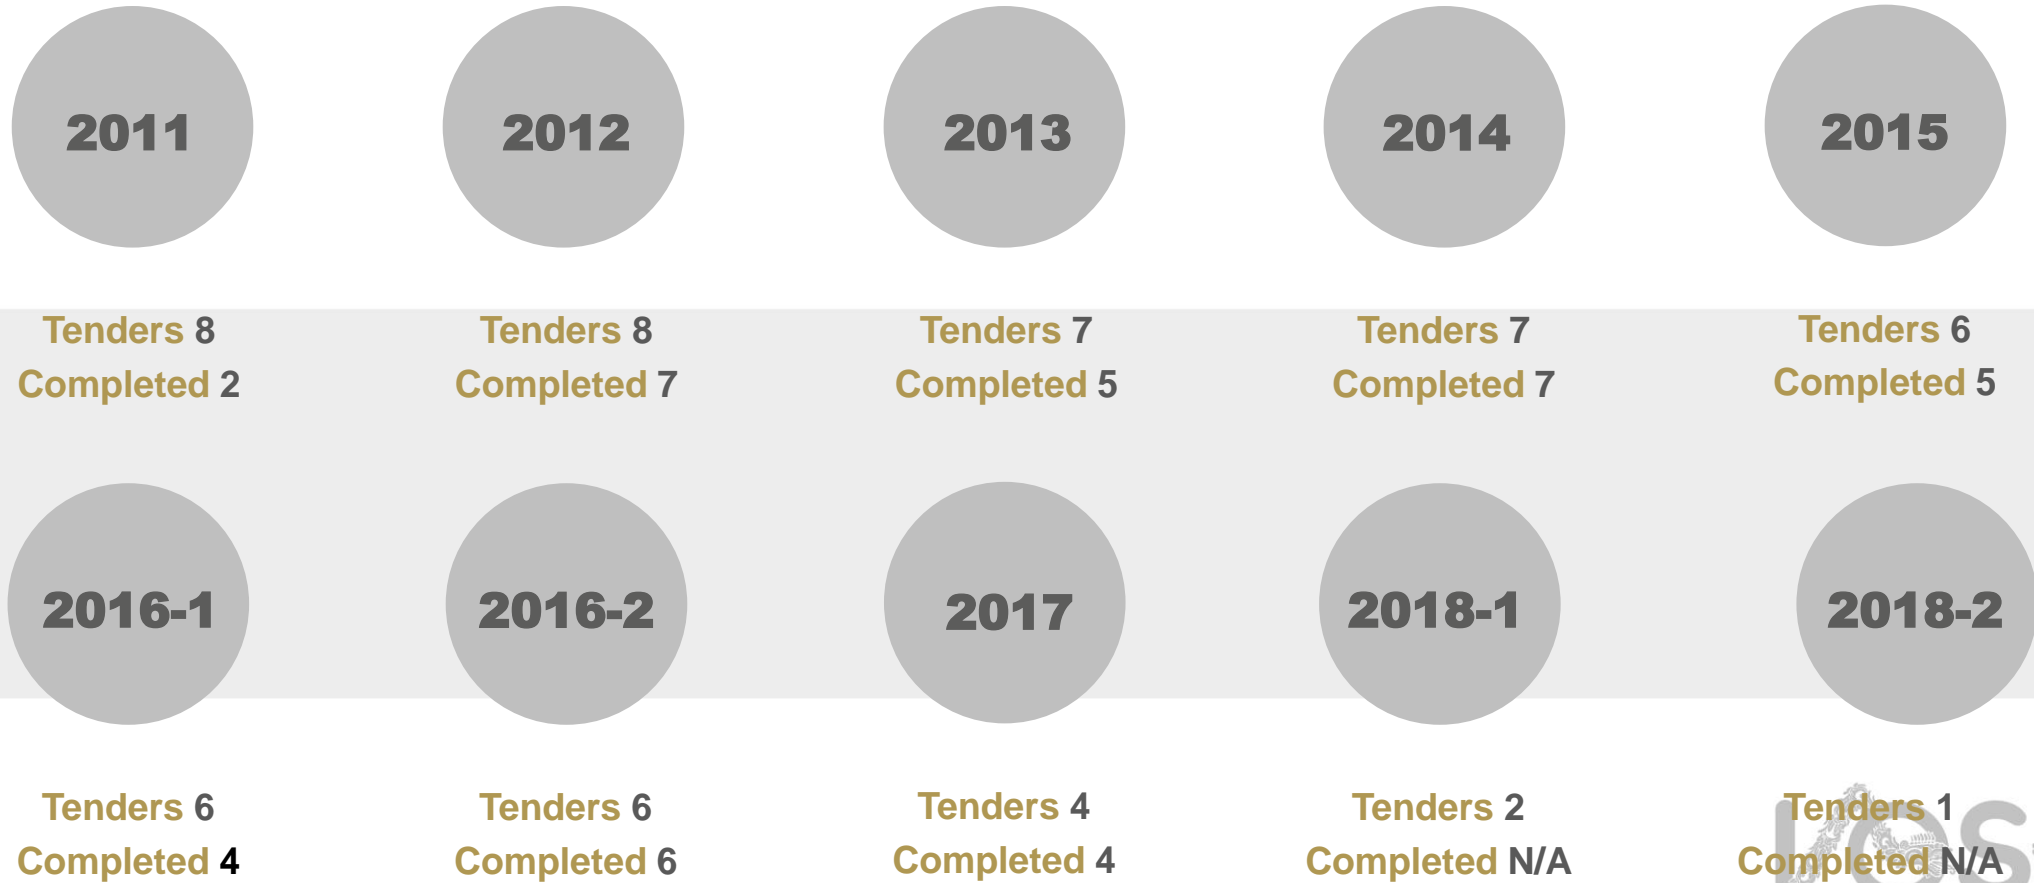 2011
2012
2013
2014
2015
Tenders 8
Completed 2
Tenders 8
Completed 7
Tenders 7
Completed 5
Tenders 7
Completed 7
Tenders 6
Completed 5
2016-1
2016-2
2017
2018-1
2018-2
Tenders 6
Completed 4
Tenders 6
Completed 6
Tenders 4
Completed 4
Tenders 2
Completed N/A
Tenders 1
Completed N/A